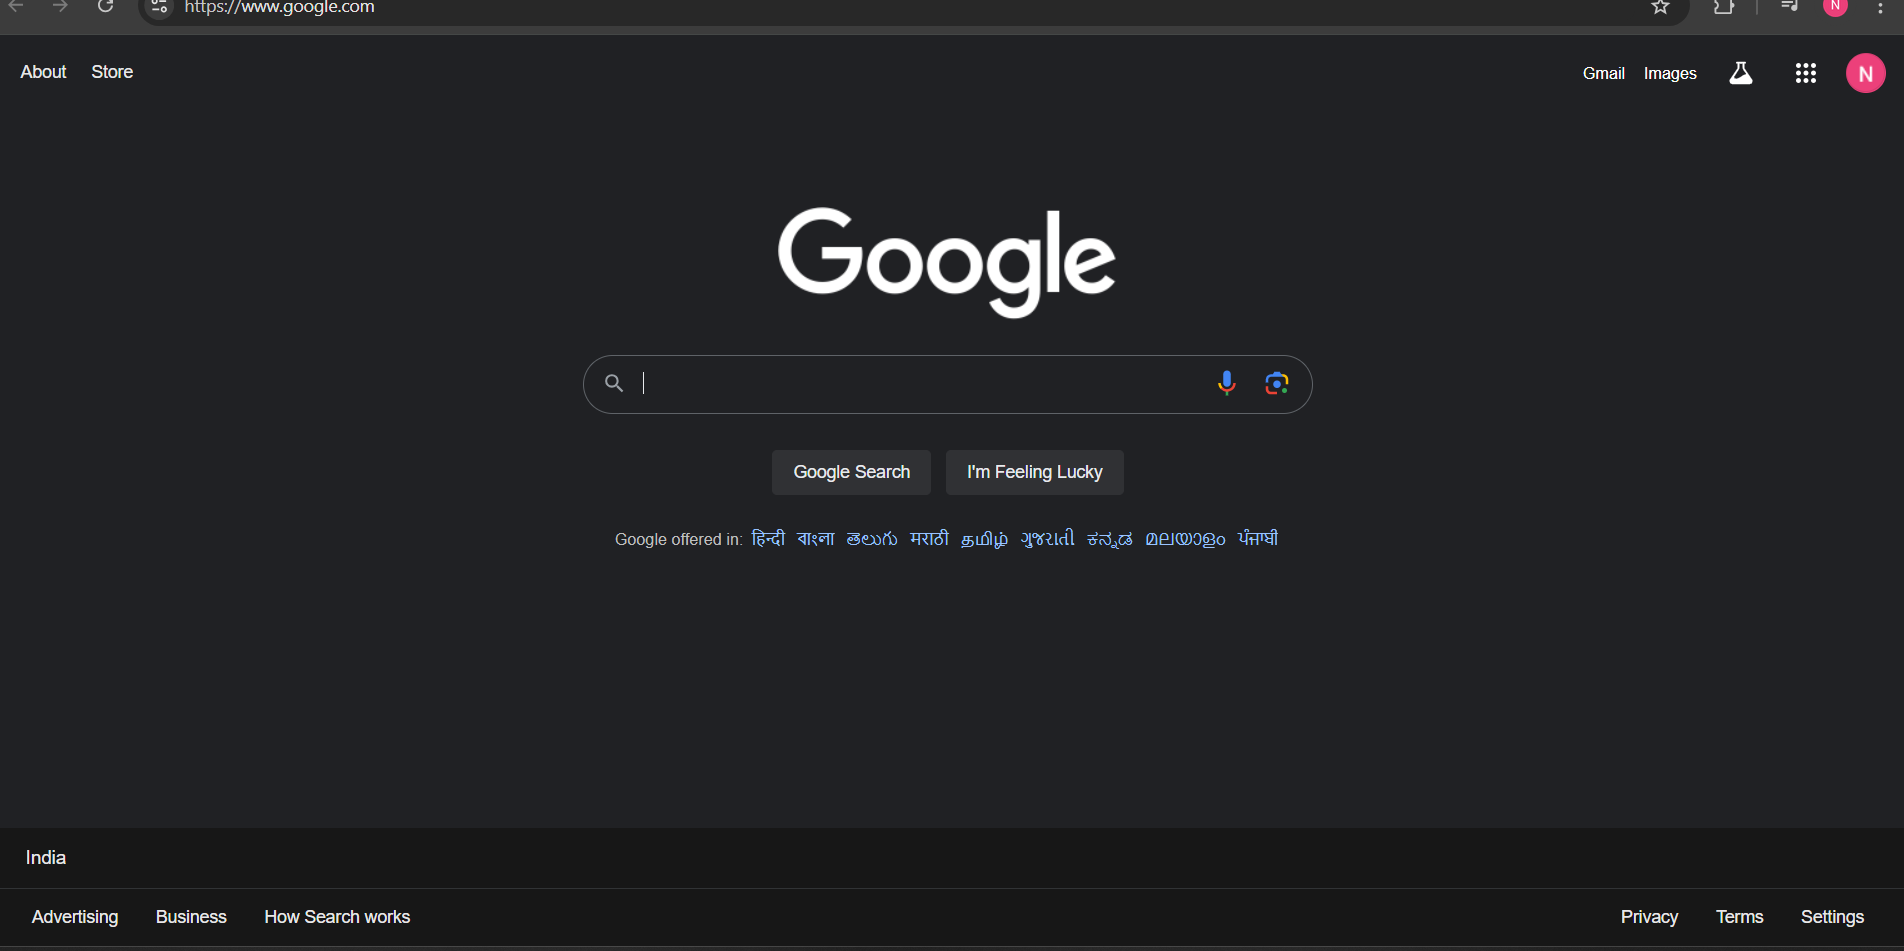 https://www.google.com
N
About Store
Gmail Images N
Google
Google Search I'm Feeling Lucky
Google offered in: हिन्दी বাংলা తెలుగు मराठी தமிழ் ગુજરાતી ಕನ್ನಡ മലയാളം ਪੰਜਾਬੀ
India
Advertising Business How Search works
Privacy Terms Settings